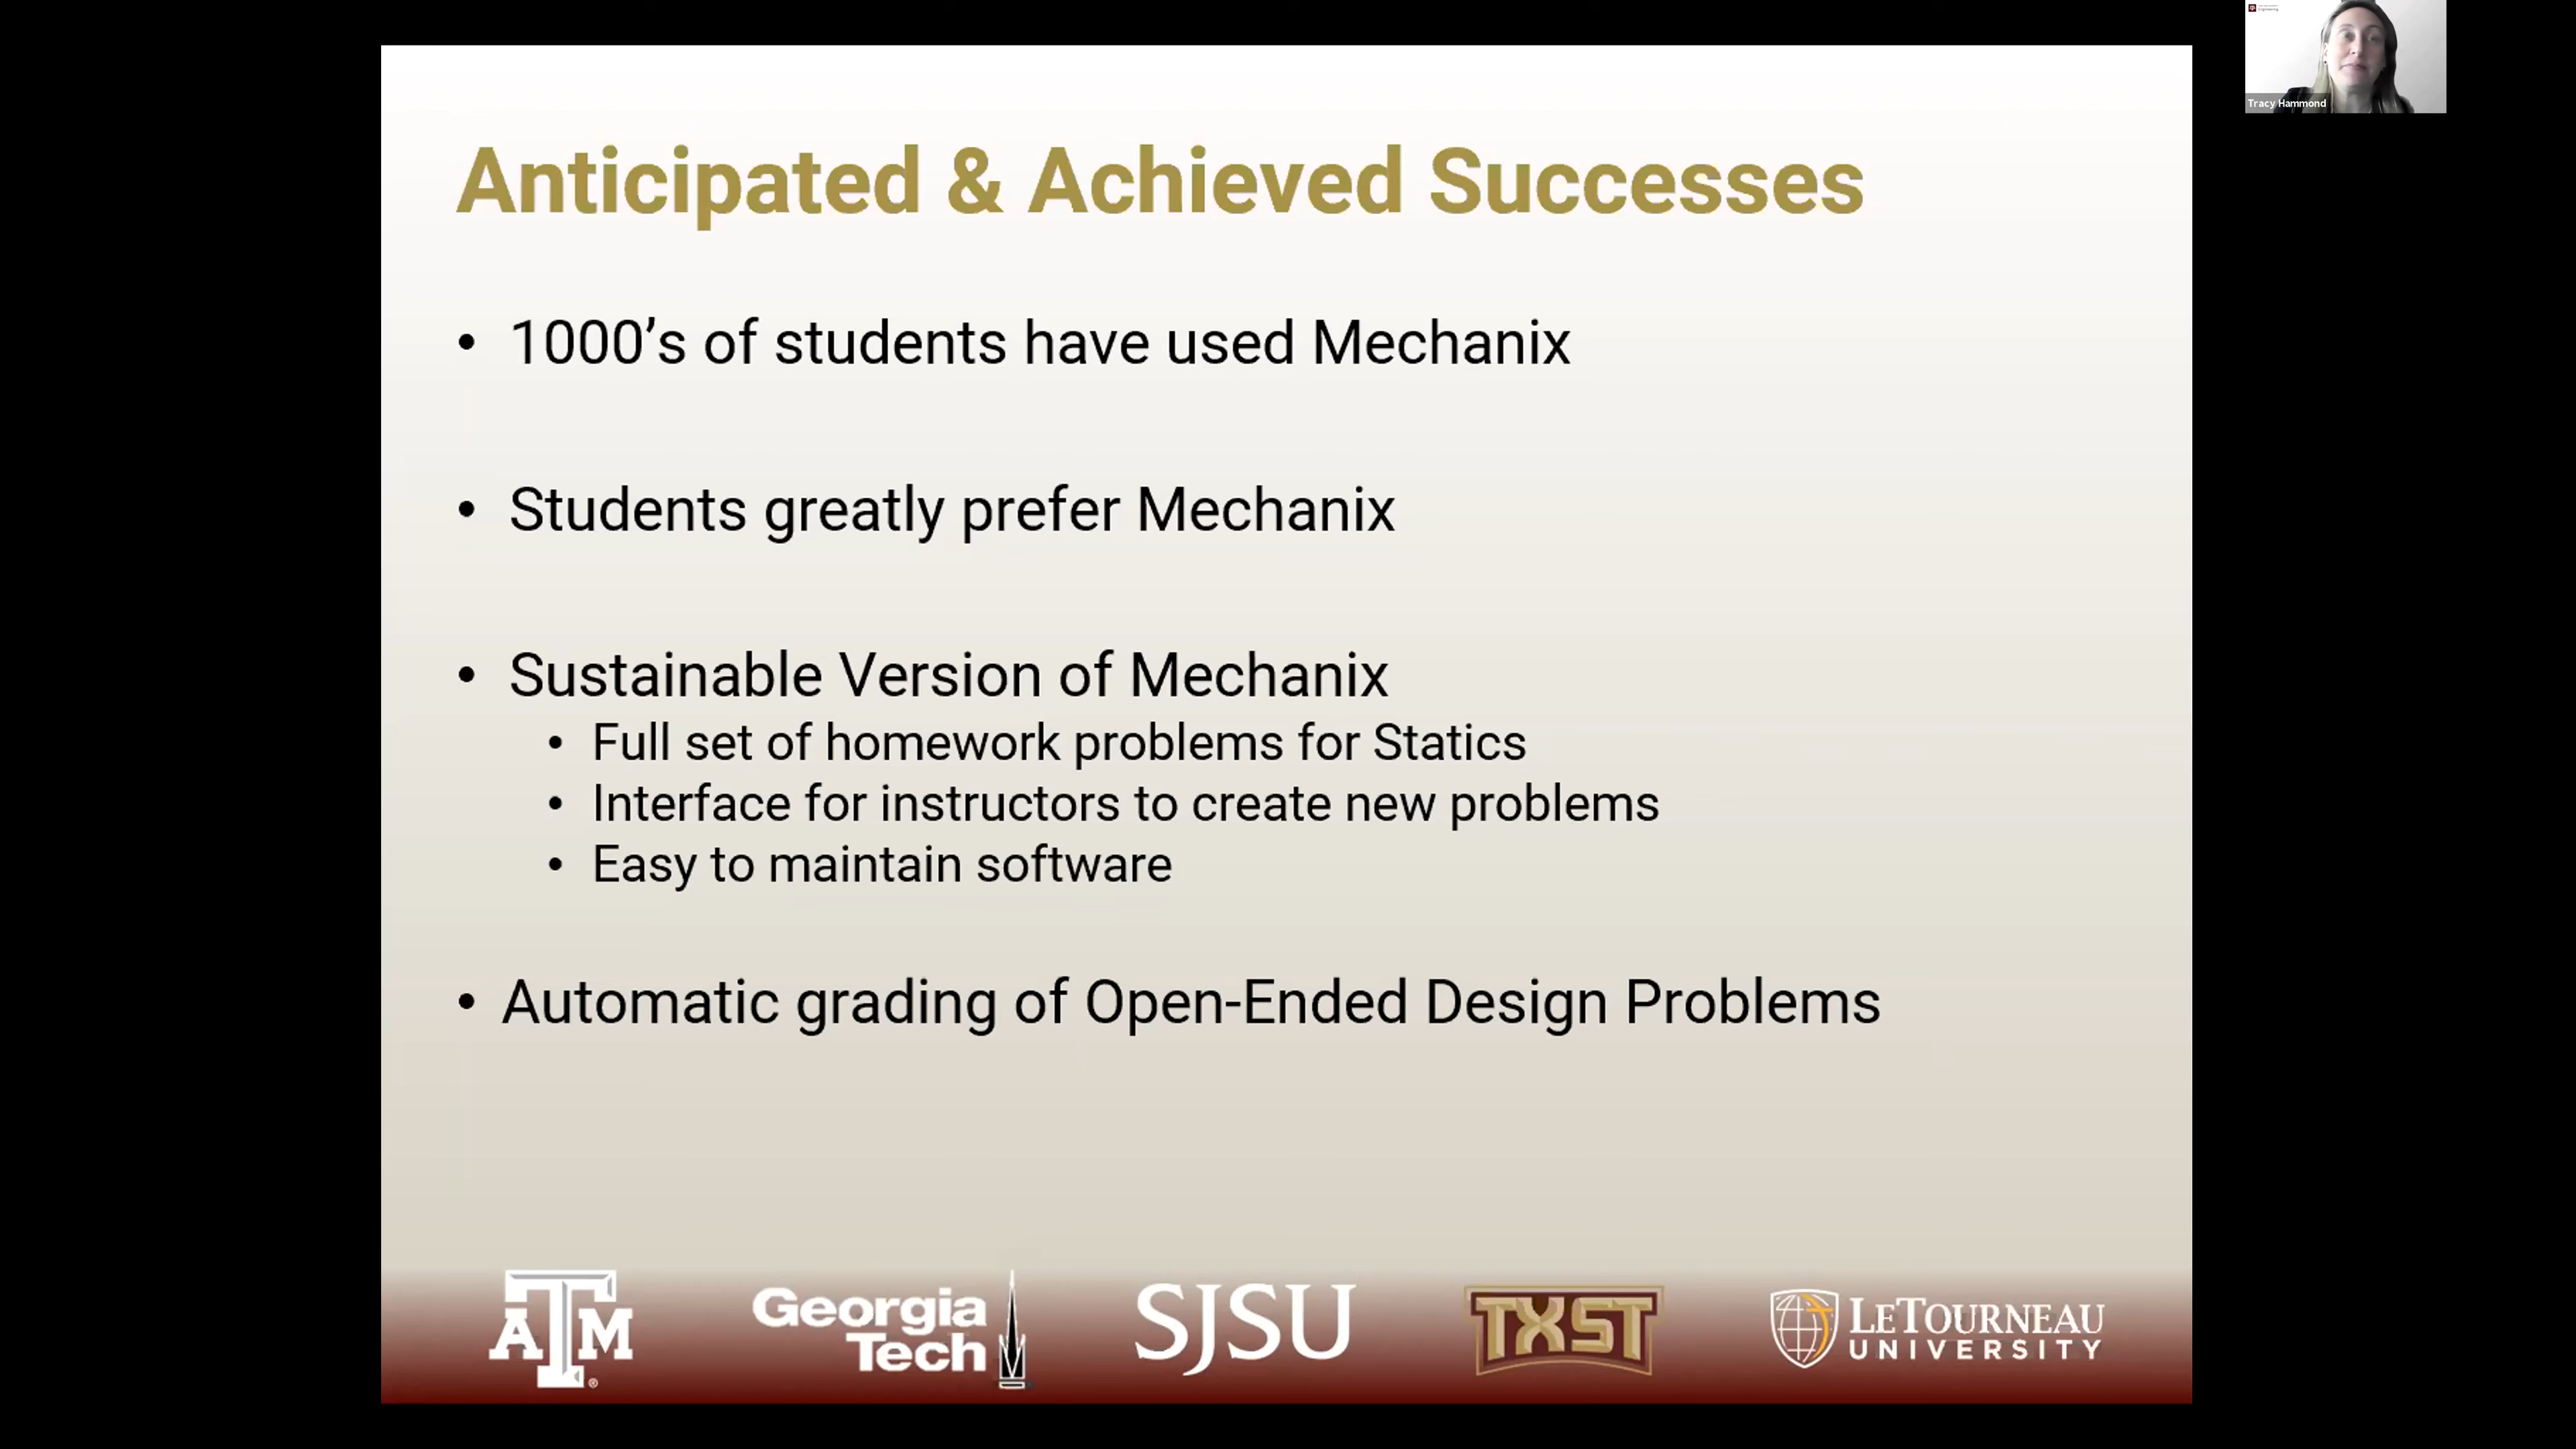 Tracy Hammond
Anticipated & Achieved Successes
• 1000’s of students have used Mechanix
• Students greatly prefer Mechanix
• Sustainable Version of Mechanix
• Full set of homework problems for Statics
• Interface for instructors to create new problems
• Easy to maintain software
• Automatic grading of Open-Ended Design Problems
ATM®
Georgia
Tech
SJSU
TXST
LETOURNEAU
UNIVERSITY